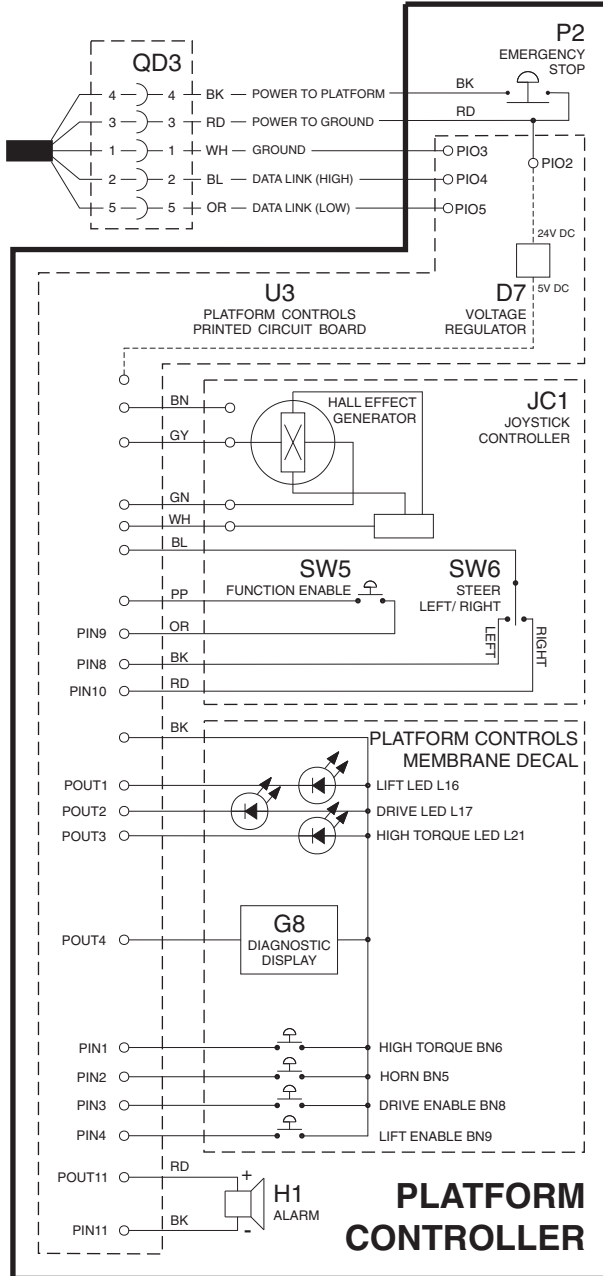 P2
EMERGENCY
STOP
QD3
4 4 BK POWER TO PLATFORM BK
3 3 RD POWER TO GROUND RD
1 1 WH GROUND PIO3
PIO2
2 2 BL DATA LINK (HIGH) PIO4
5 5 OR DATA LINK (LOW) PIO5
24V DC
U3
PLATFORM CONTROLS
PRINTED CIRCUIT BOARD
D7
VOLTAGE
REGULATOR
5V DC
JC1
JOYSTICK
CONTROLLER
HALL EFFECT
GENERATOR
BN
GY
GN
WH
BL
SW5
FUNCTION ENABLE
SW6
STEER
LEFT/ RIGHT
PP
PIN9 OR
LEFT
RIGHT
PIN8 BK
PIN10 RD
BK
PLATFORM CONTROLS
MEMBRANE DECAL
POUT1 LIFT LED L16
POUT2 DRIVE LED L17
POUT3 HIGH TORQUE LED L21
G8
DIAGNOSTIC
DISPLAY
POUT4
PIN1 HIGH TORQUE BN6
PIN2 HORN BN5
PIN3 DRIVE ENABLE BN8
PIN4 LIFT ENABLE BN9
POUT11 RD +
H1
ALARM
PIN11 BK -
PLATFORM
CONTROLLER